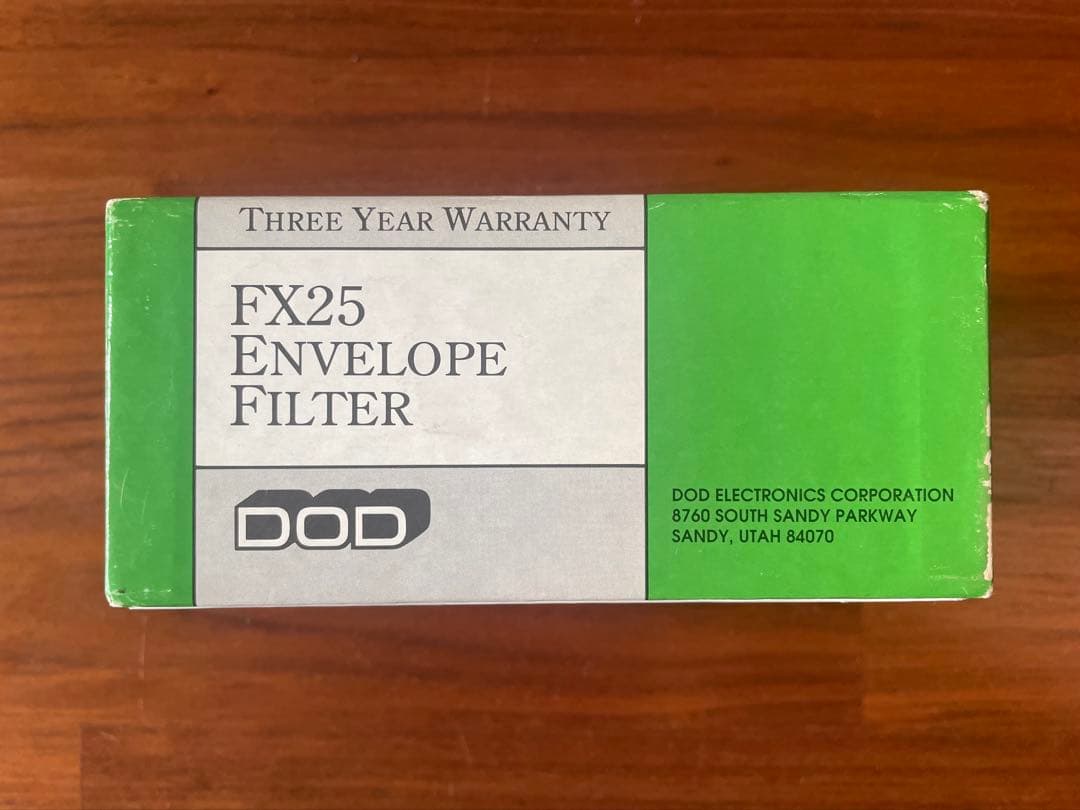 THREE YEAR WARRANTY
FX25
ENVELOPE
FILTER
DOD
DOD ELECTRONICS CORPORATION
8760 SOUTH SANDY PARKWAY
SANDY, UTAH 84070